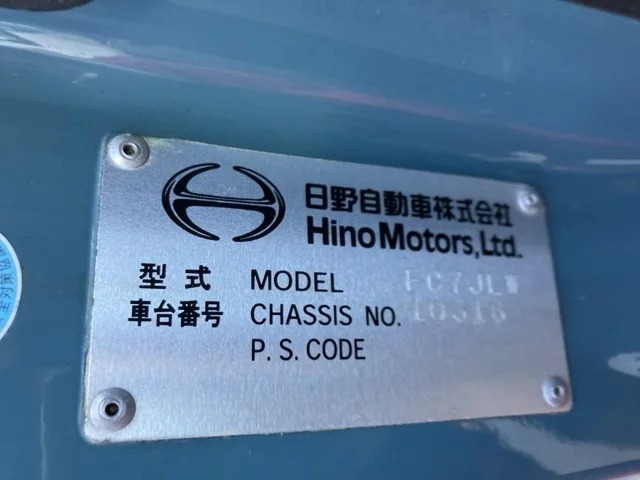 日野自動車株式会社
Hino Motors, Ltd.
型式 MODEL FC7JLW
車台番号 CHASSIS NO. 10316
P.S.CODE